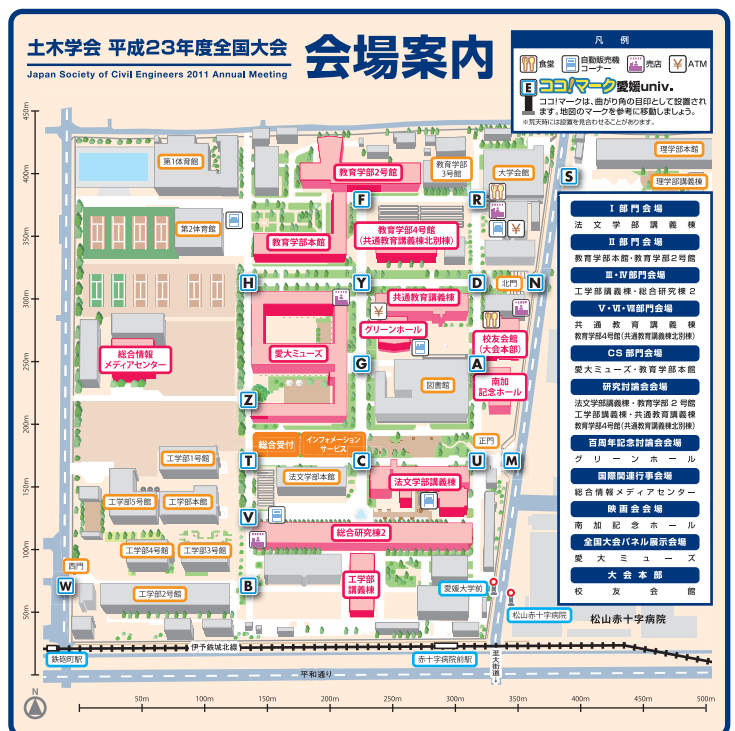 土木学会 平成23年度全国大会
Japan Society of Civil Engineers 2011 Annual Meeting
会場案内
凡 例
食堂
自動販売機
コーナー
売店
ATM
E ココ!マーク愛媛univ.
ココ!マークは、曲がり角の目印として設置され
ます。地図のマークを参考に移動しましょう。
※荒天時には設置を見合わせることがあります。
450m
400m
350m
300m
250m
200m
150m
100m
50m
第1体育館
教育学部2号館
教育学部
3号館
大学会館
理学部本館
S
理学部講義棟
F
R
第2体育館
教育学部本館
教育学部4号館
(共通教育講義棟北別棟)
H
Y
D
北門
N
共通教育講義棟
グリーンホール
校友会館
(大会本部)
総合情報
メディアセンター
愛大ミューズ
G
A
図書館
南加
記念ホール
Z
総合受付
インフォメーション
サービス
正門
工学部1号館
T
C
U
M
法文学部本館
法文学部講義棟
工学部5号館
工学部本館
V
総合研究棟2
工学部4号館
工学部3号館
西門
W
工学部2号館
B
工学部
講義棟
愛媛大学前
松山赤十字病院
松山赤十字病院
伊予鉄城北線
鉄砲町駅
赤十字病院前駅
至大街道
平和通り
N
50m
100m
150m
200m
250m
300m
350m
400m
450m
500m
I 部門会場
法文学部講義棟
II 部門会場
教育学部本館・教育学部2号館
III・IV部門会場
工学部講義棟・総合研究棟2
V・VI・VII部門会場
共通教育講義棟
教育学部4号館(共通教育講義棟北別棟)
CS 部門会場
愛大ミューズ・教育学部本館
研究討論会会場
法文学部講義棟・教育学部2号館
工学部講義棟・共通教育講義棟
教育学部4号館(共通教育講義棟北別棟)
百周年記念討論会会場
グリーンホール
国際関連行事会場
総合情報メディアセンター
映画会会場
南加記念ホール
全国大会パネル展示会場
愛大ミューズ
大会本部
校友会館